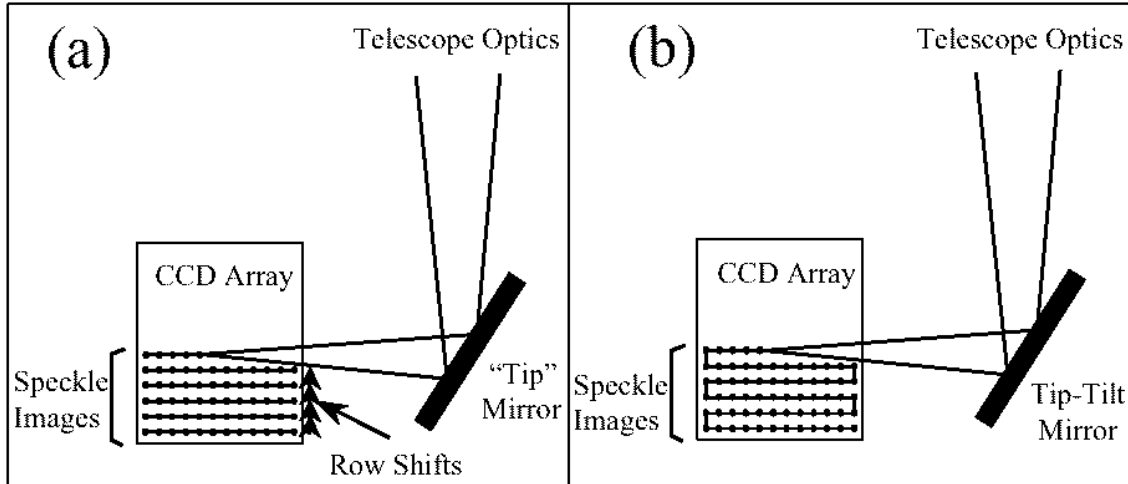 (a)
Telescope Optics
CCD Array
Speckle
Images
“Tip”
Mirror
Row Shifts
(b)
Telescope Optics
CCD Array
Speckle
Images
Tip-Tilt
Mirror